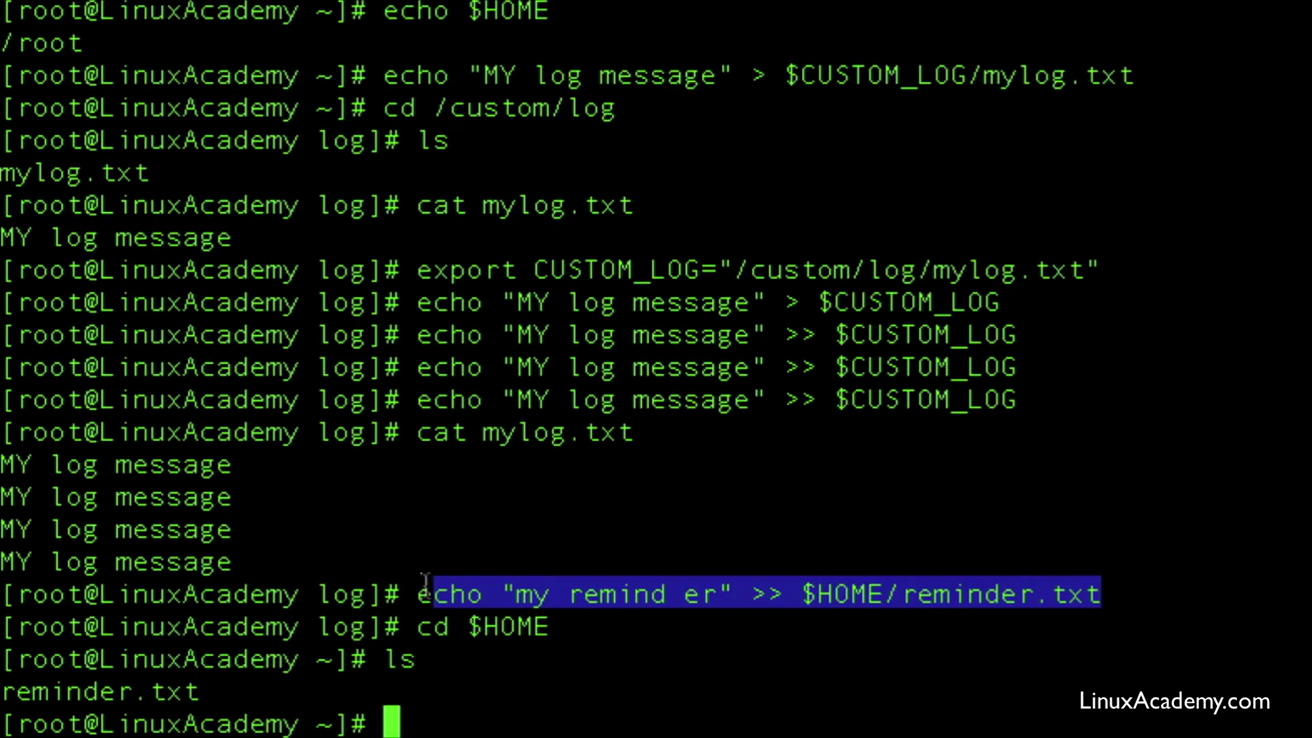 [root@LinuxAcademy ~]# echo $HOME
/root
[root@LinuxAcademy ~]# echo "MY log message" > $CUSTOM_LOG/mylog.txt
[root@LinuxAcademy ~]# cd /custom/log
[root@LinuxAcademy log]# ls
mylog.txt
[root@LinuxAcademy log]# cat mylog.txt
MY log message
[root@LinuxAcademy log]# export CUSTOM_LOG="/custom/log/mylog.txt"
[root@LinuxAcademy log]# echo "MY log message" > $CUSTOM_LOG
[root@LinuxAcademy log]# echo "MY log message" >> $CUSTOM_LOG
[root@LinuxAcademy log]# echo "MY log message" >> $CUSTOM_LOG
[root@LinuxAcademy log]# echo "MY log message" >> $CUSTOM_LOG
[root@LinuxAcademy log]# cat mylog.txt
MY log message
MY log message
MY log message
MY log message
[root@LinuxAcademy log]# echo "my remind er" >> $HOME/reminder.txt
[root@LinuxAcademy log]# cd $HOME
[root@LinuxAcademy ~]# ls
reminder.txt
[root@LinuxAcademy ~]#
LinuxAcademy.com